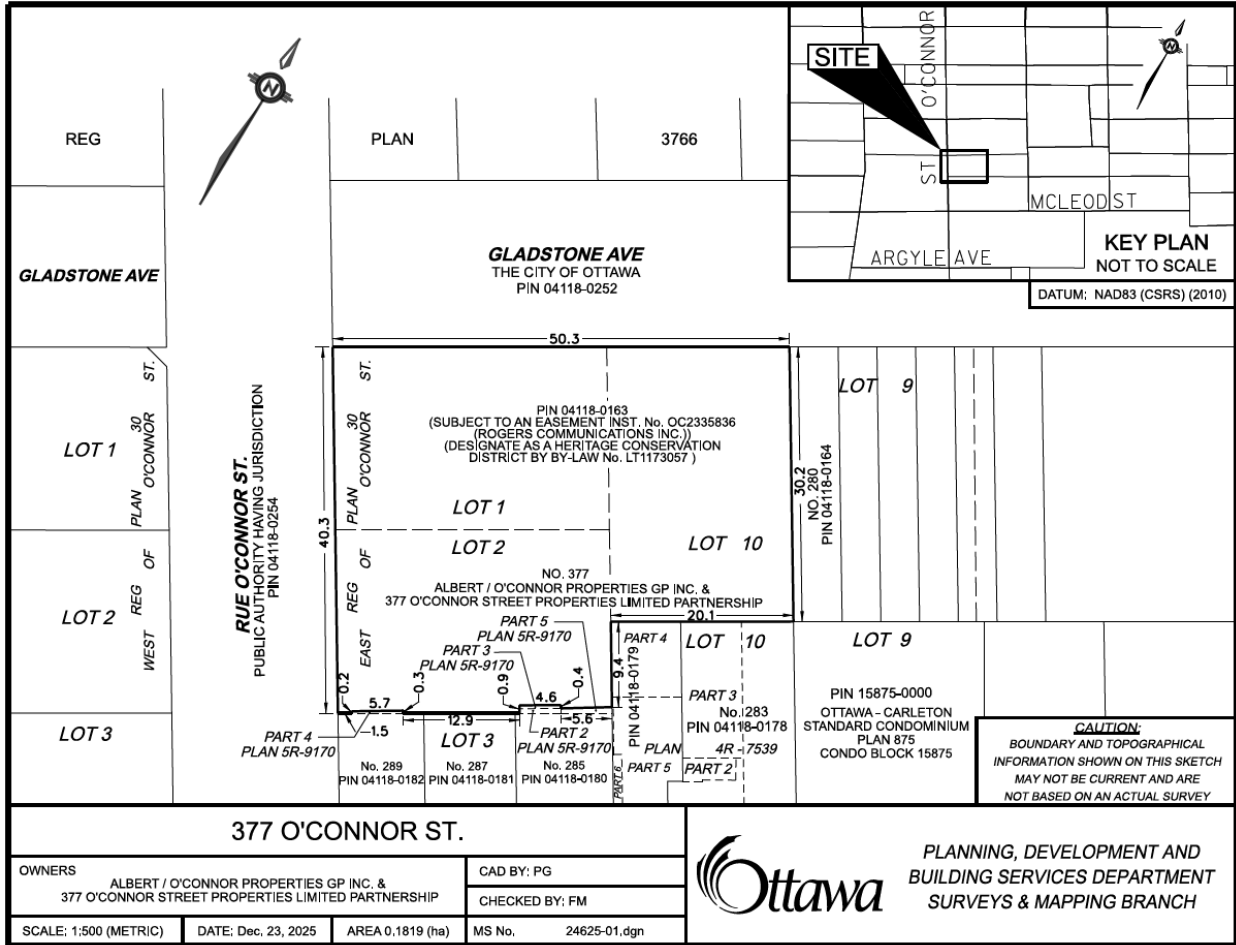 REG
PLAN
3766
N
SITE
ST O'CONNOR
N
MCLEOD ST
ARGYLE AVE
KEY PLAN
NOT TO SCALE
DATUM: NAD83 (CSRS) (2010)
GLADSTONE AVE
GLADSTONE AVE
THE CITY OF OTTAWA
PIN 04118-0252
50.3
LOT 1
LOT 2
LOT 3
WEST REG OF PLAN 30 O'CONNOR ST.
RUE O'CONNOR ST.
PUBLIC AUTHORITY HAVING JURISDICTION
PIN 04118-0254
40.3
EAST REG OF PLAN 30 O'CONNOR ST.
PIN 04118-0163
(SUBJECT TO AN EASEMENT INST. No. OC2335836
(ROGERS COMMUNICATIONS INC.))
(DESIGNATE AS A HERITAGE CONSERVATION
DISTRICT BY BY-LAW No. LT1173057 )
LOT 1
LOT 2
LOT 10
30.2
NO. 280
PIN 04118-0164
LOT 9
NO. 377
ALBERT / O'CONNOR PROPERTIES GP INC. &
377 O'CONNOR STREET PROPERTIES LIMITED PARTNERSHIP
20.1
PART 5
PLAN 5R-9170
PART 3
PLAN 5R-9170
0.2
5.7
0.3
0.9
4.6
0.4
9.4
1.5
12.9
5.6
PART 4
PLAN 5R-9170
PART 2
PLAN 5R-9170
LOT 3
No. 289
PIN 04118-0182
No. 287
PIN 04118-0181
No. 285
PIN 04118-0180
PIN 04118-0179
PART 4
LOT 10
PART 3
No. 283
PIN 04118-0178
PLAN 4R-7539
PART 6
PART 5
PART 2
LOT 9
PIN 15875-0000
OTTAWA - CARLETON
STANDARD CONDOMINIUM
PLAN 875
CONDO BLOCK 15875
CAUTION:
BOUNDARY AND TOPOGRAPHICAL
INFORMATION SHOWN ON THIS SKETCH
MAY NOT BE CURRENT AND ARE
NOT BASED ON AN ACTUAL SURVEY
377 O'CONNOR ST.
OWNERS
ALBERT / O'CONNOR PROPERTIES GP INC. &
377 O'CONNOR STREET PROPERTIES LIMITED PARTNERSHIP
CAD BY: PG
CHECKED BY: FM
SCALE: 1:500 (METRIC)
DATE: Dec, 23, 2025
AREA 0.1819 (ha)
MS No. 24625-01.dgn
Ottawa
PLANNING, DEVELOPMENT AND
BUILDING SERVICES DEPARTMENT
SURVEYS & MAPPING BRANCH